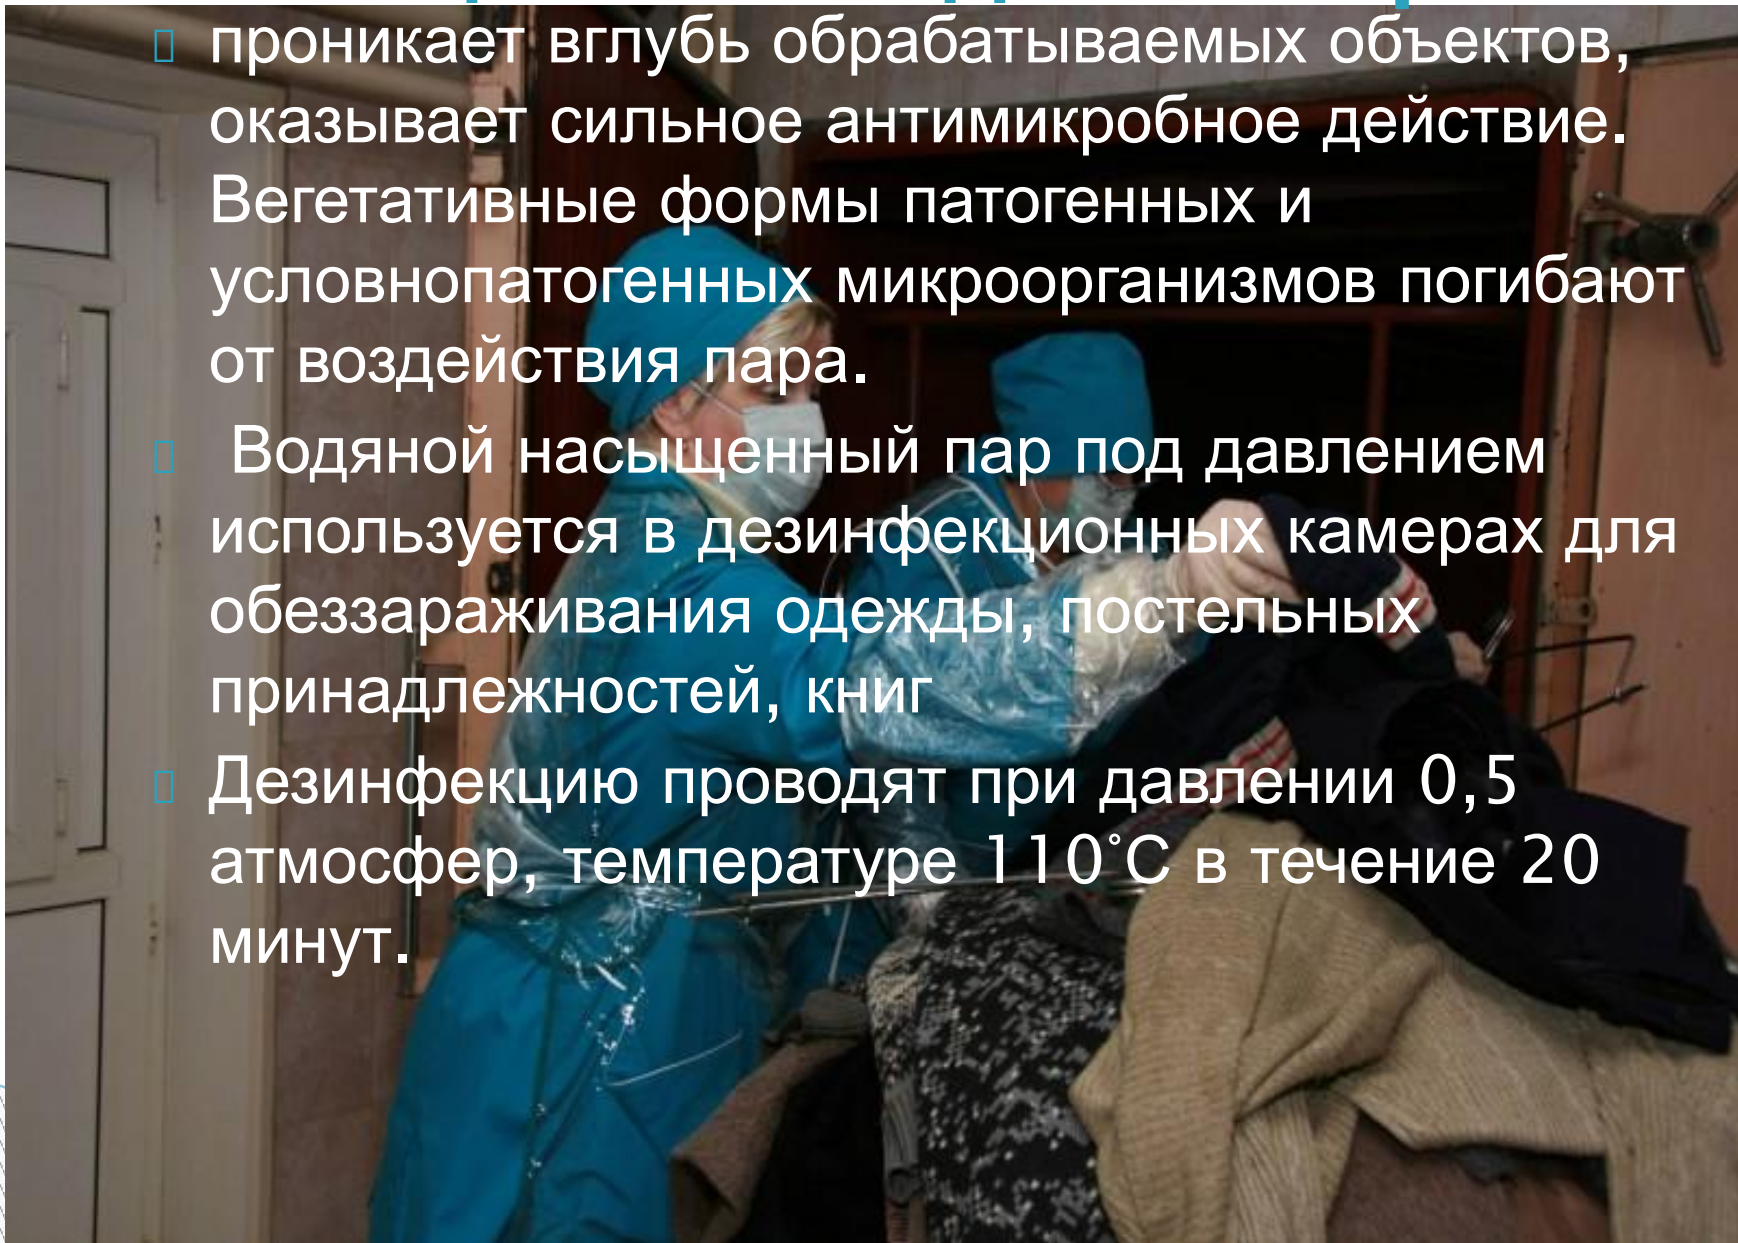 проникает вглубь обрабатываемых объектов,
оказывает сильное антимикробное действие.
Вегетативные формы патогенных и
условнопатогенных микроорганизмов погибают
от воздействия пара.
Водяной насыщенный пар под давлением
используется в дезинфекционных камерах для
обеззараживания одежды, постельных
принадлежностей, книг
Дезинфекцию проводят при давлении 0,5
атмосфер, температуре 110°С в течение 20
минут.